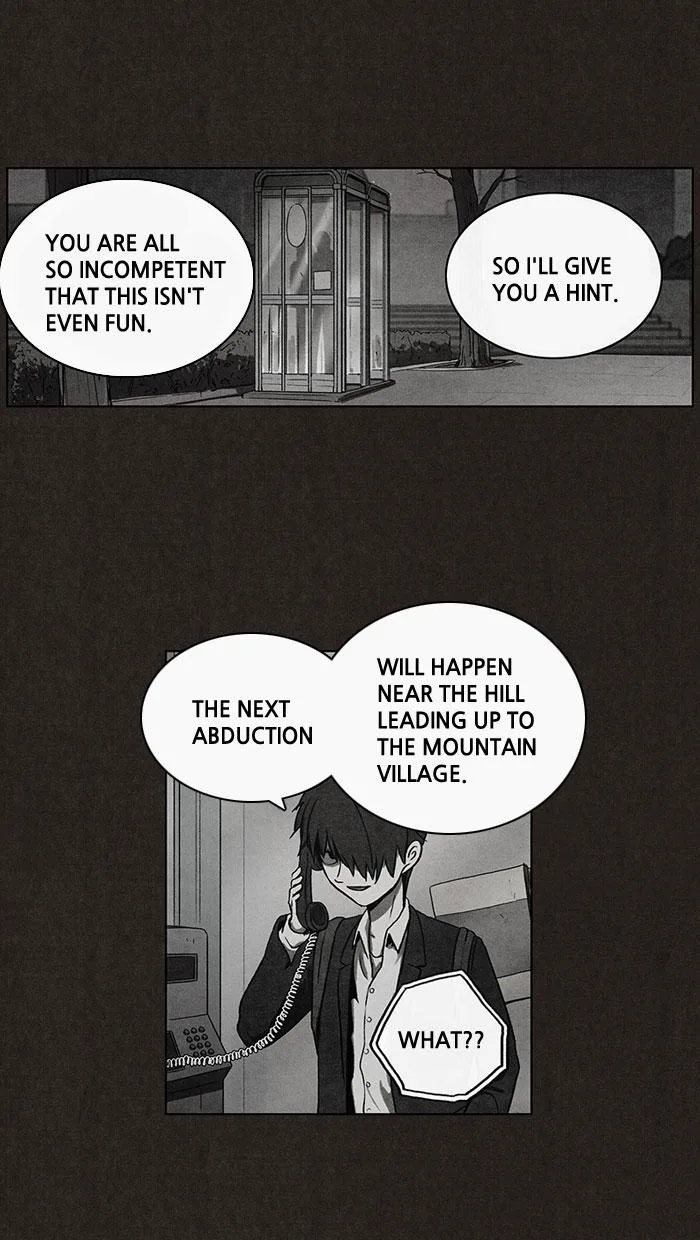 YOU ARE ALL
SO INCOMPETENT
THAT THIS ISN'T
EVEN FUN.
SO I'LL GIVE
YOU A HINT.
THE NEXT
ABDUCTION
WILL HAPPEN
NEAR THE HILL
LEADING UP TO
THE MOUNTAIN
VILLAGE.
WHAT??